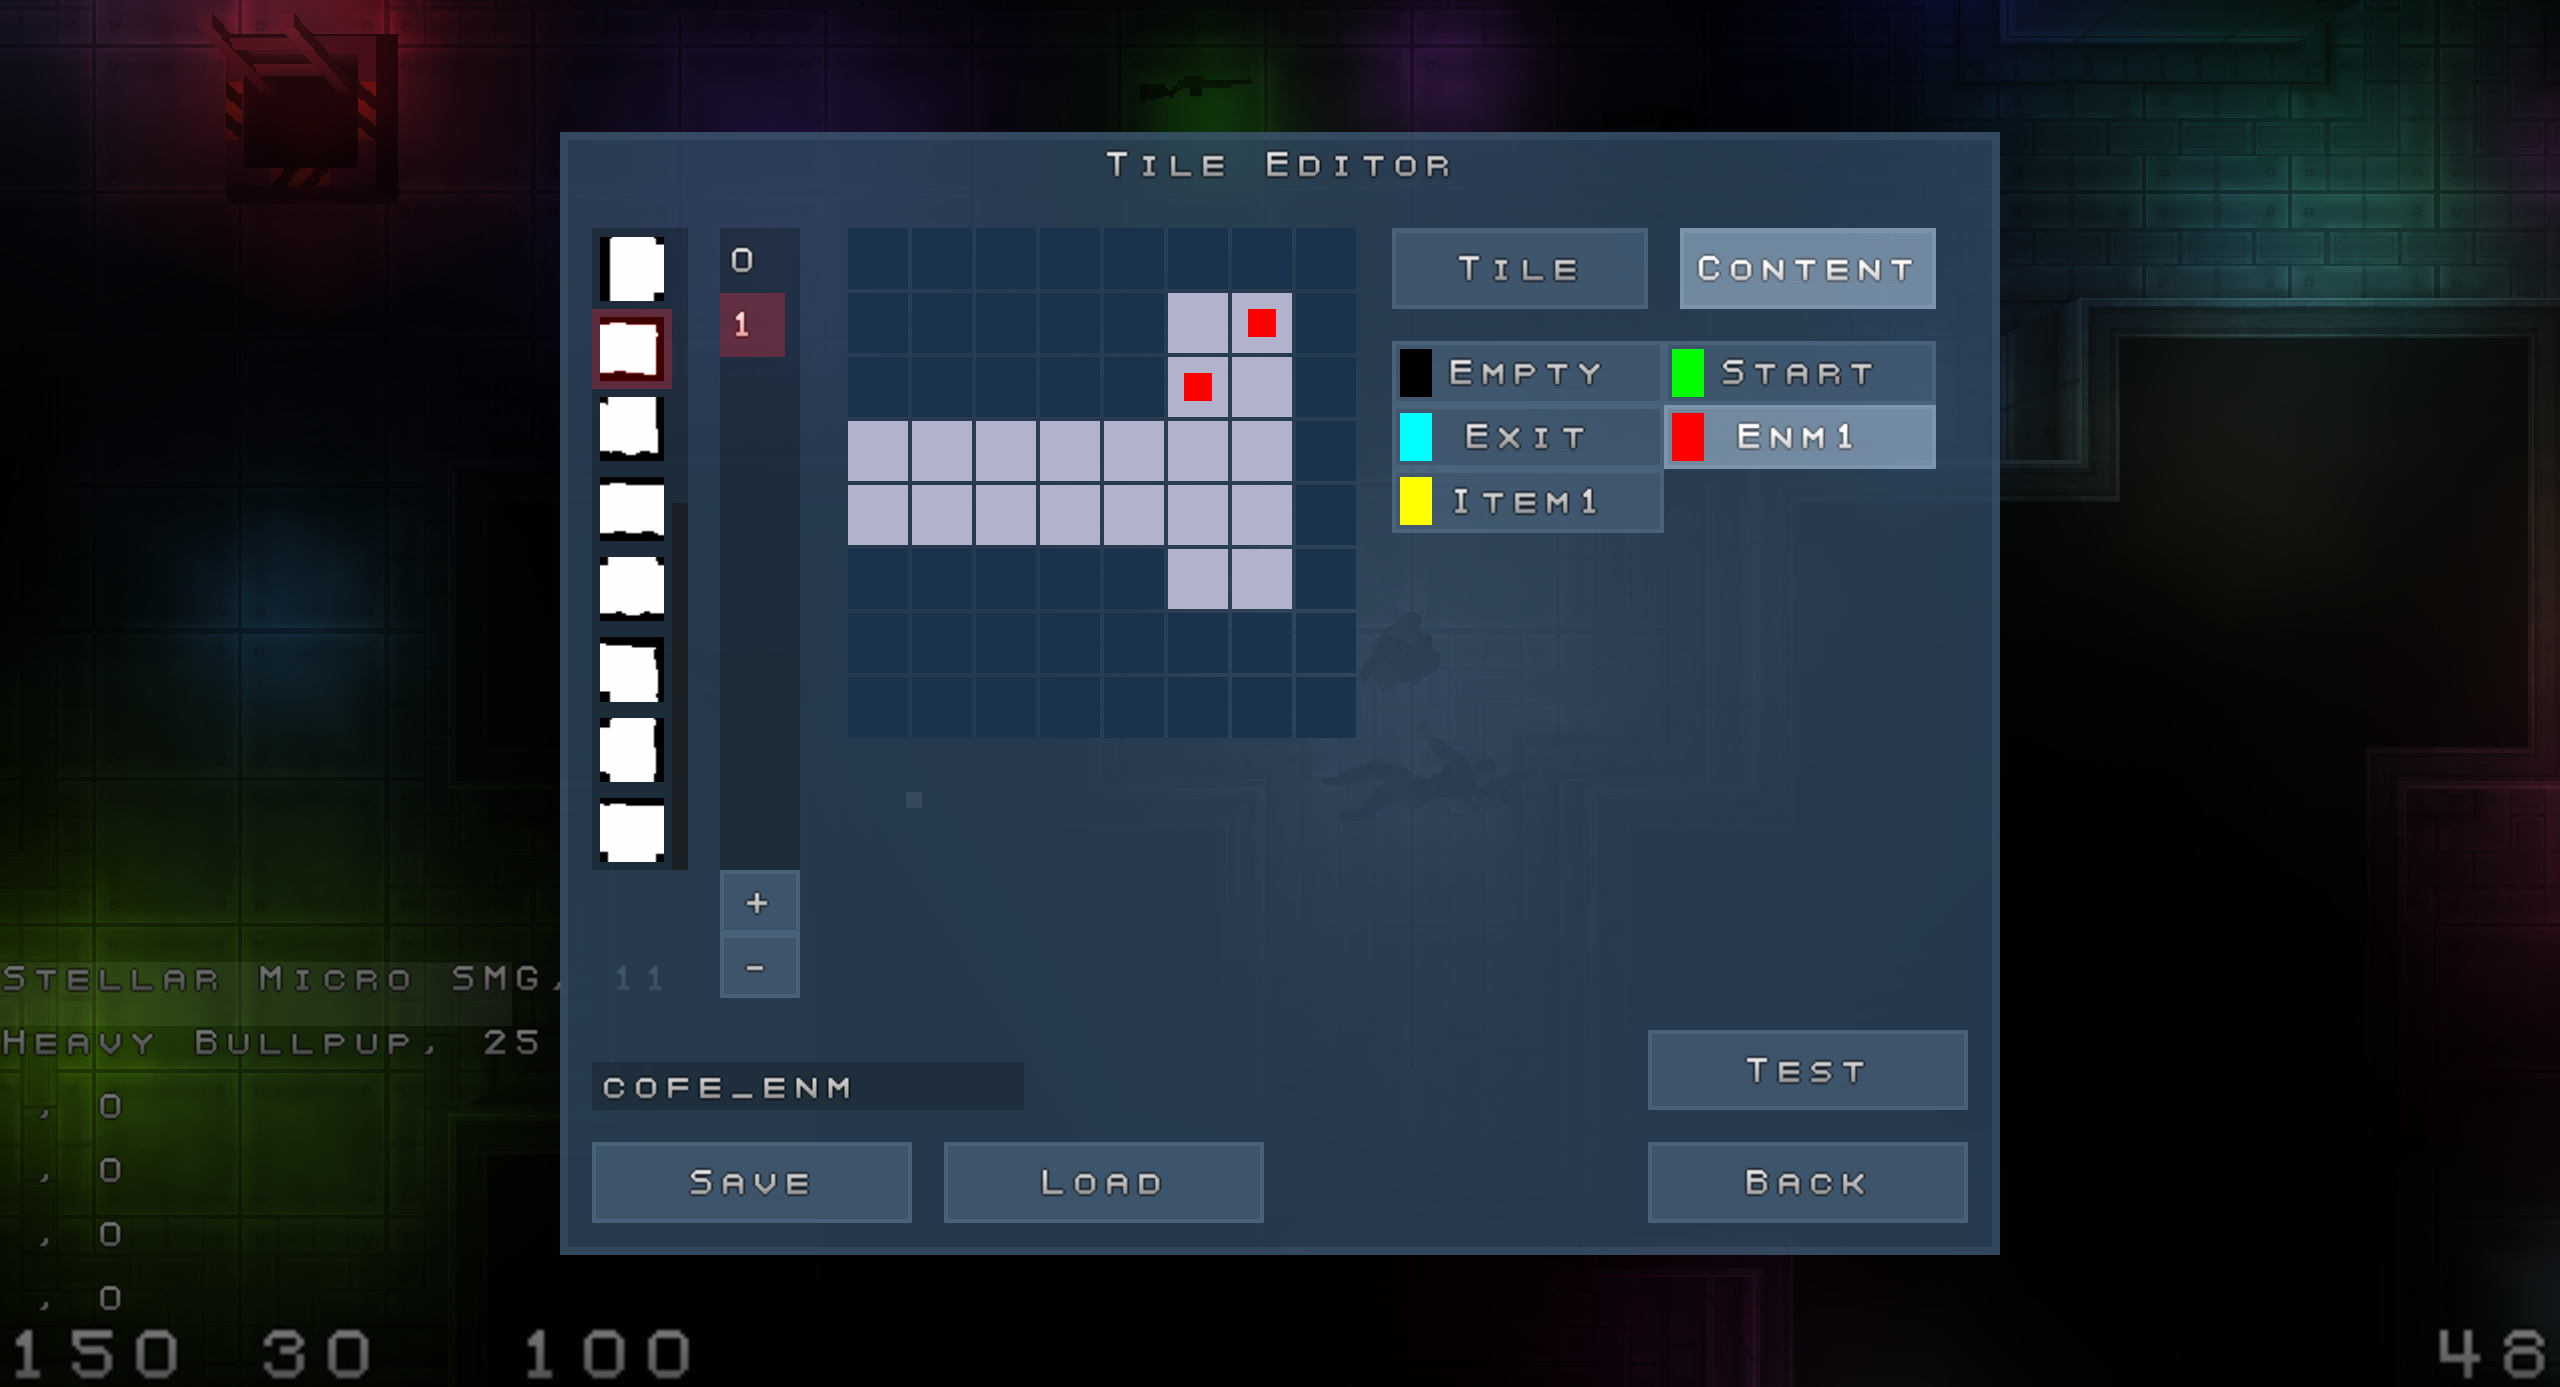 TILE EDITOR
0
1
TILE CONTENT
EMPTY START
EXIT ENM1
ITEM1
+
-
STELLAR MICRO SMG, 11
HEAVY BULLPUP, 25
, 0
, 0
, 0
, 0
COFE_ENM
TEST
SAVE LOAD BACK
150 30 100 48